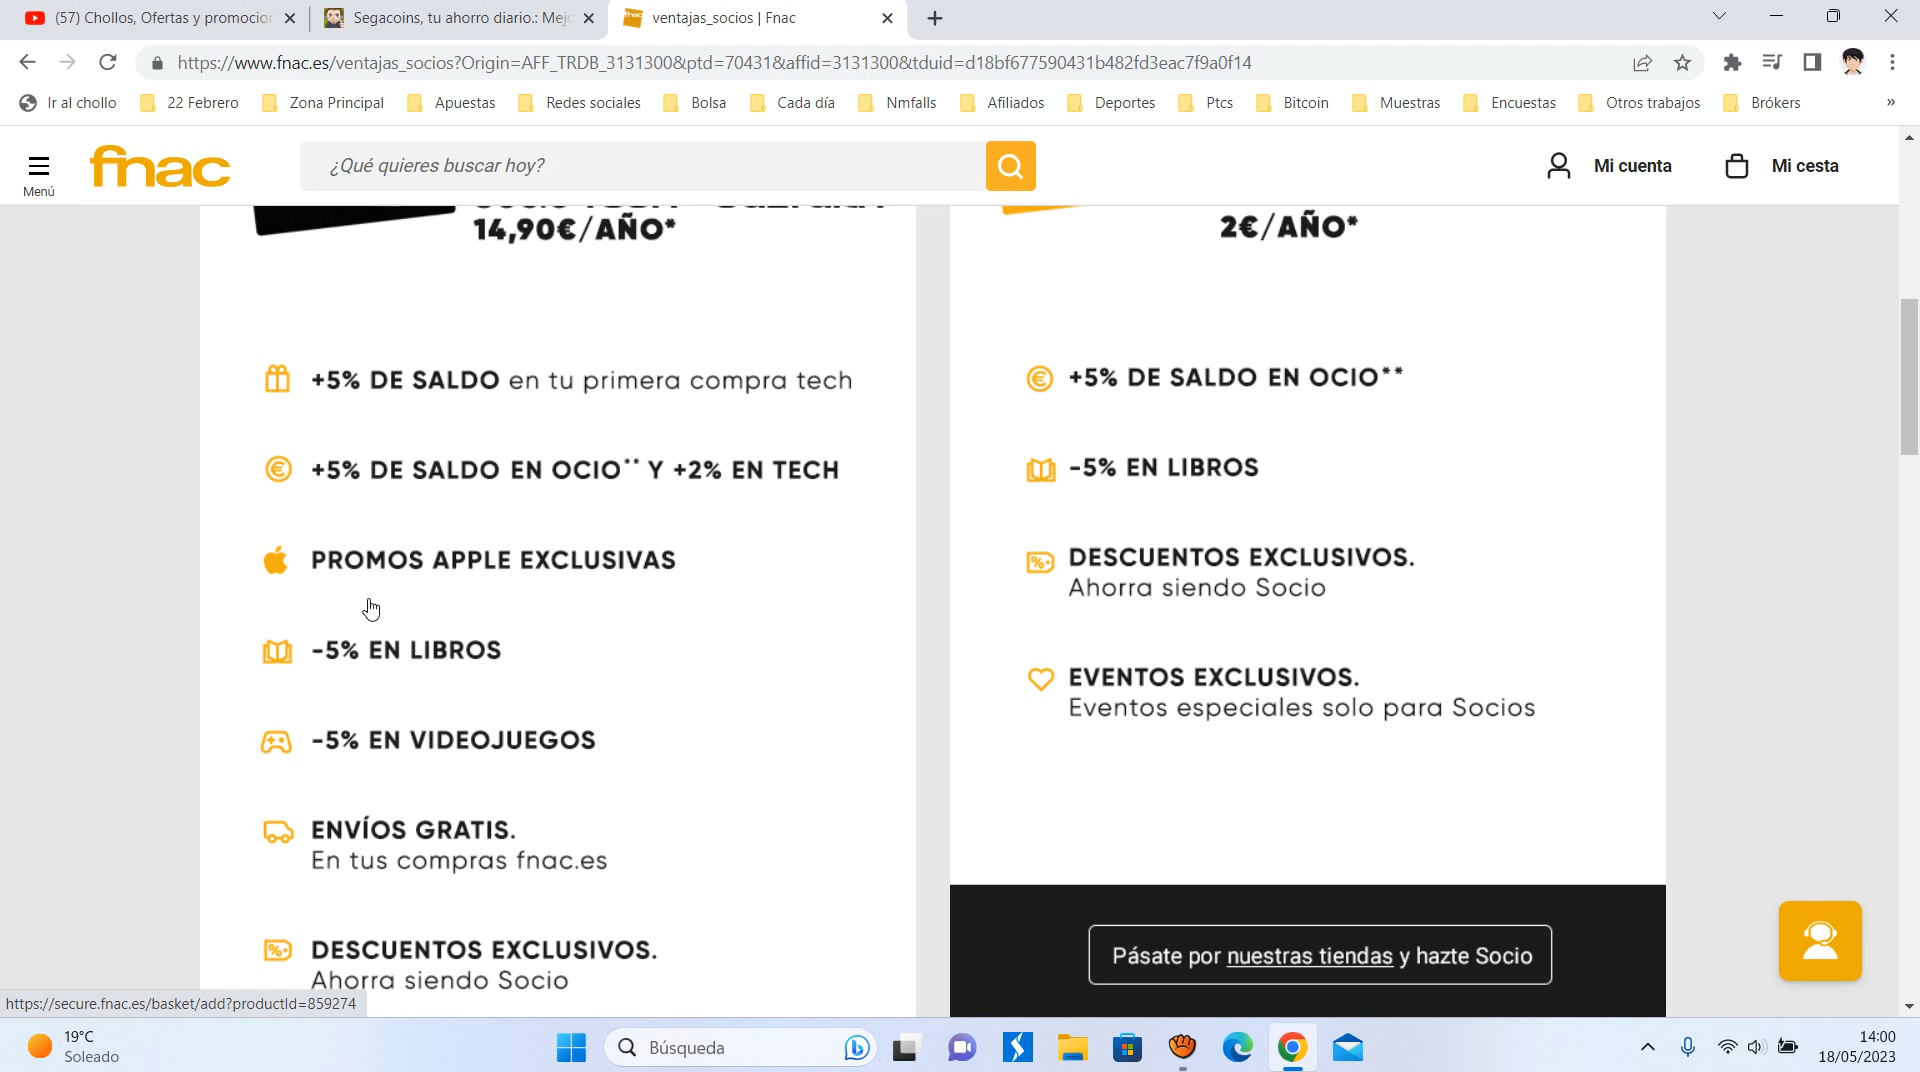 (57) Chollos, Ofertas y promocion
Segacoins, tu ahorro diario.: Mejo
ventajas_socios | Fnac
https://www.fnac.es/ventajas_socios?Origin=AFF_TRDB_3131300&ptd=70431&affid=3131300&tduid=d18bf677590431b482fd3eac7f9a0f14
Ir al chollo
22 Febrero
Zona Principal
Apuestas
Redes sociales
Bolsa
Cada día
Nmfalls
Afiliados
Deportes
Ptcs
Bitcoin
Muestras
Encuestas
Otros trabajos
Brókers
»
Menú
fnac
¿Qué quieres buscar hoy?
Mi cuenta
Mi cesta
14,90€/AÑO*
+5% DE SALDO en tu primera compra tech
+5% DE SALDO EN OCIO** Y +2% EN TECH
PROMOS APPLE EXCLUSIVAS
-5% EN LIBROS
-5% EN VIDEOJUEGOS
ENVÍOS GRATIS.
En tus compras fnac.es
DESCUENTOS EXCLUSIVOS.
Ahorra siendo Socio
2€/AÑO*
+5% DE SALDO EN OCIO**
-5% EN LIBROS
DESCUENTOS EXCLUSIVOS.
Ahorra siendo Socio
EVENTOS EXCLUSIVOS.
Eventos especiales solo para Socios
Pásate por nuestras tiendas y hazte Socio
https://secure.fnac.es/basket/add?productId=859274
19°C
Soleado
Búsqueda
14:00
18/05/2023